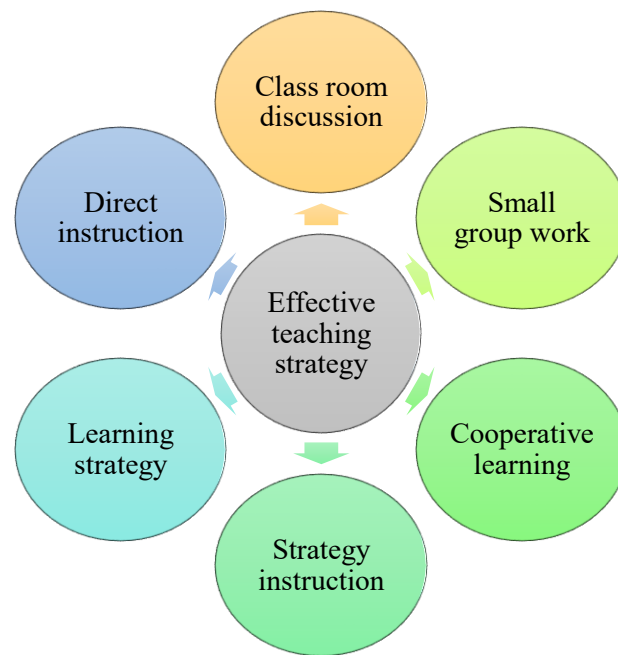 Class room
discussion
Direct
instruction
Small
group work
Effective
teaching
strategy
Learning
strategy
Cooperative
learning
Strategy
instruction